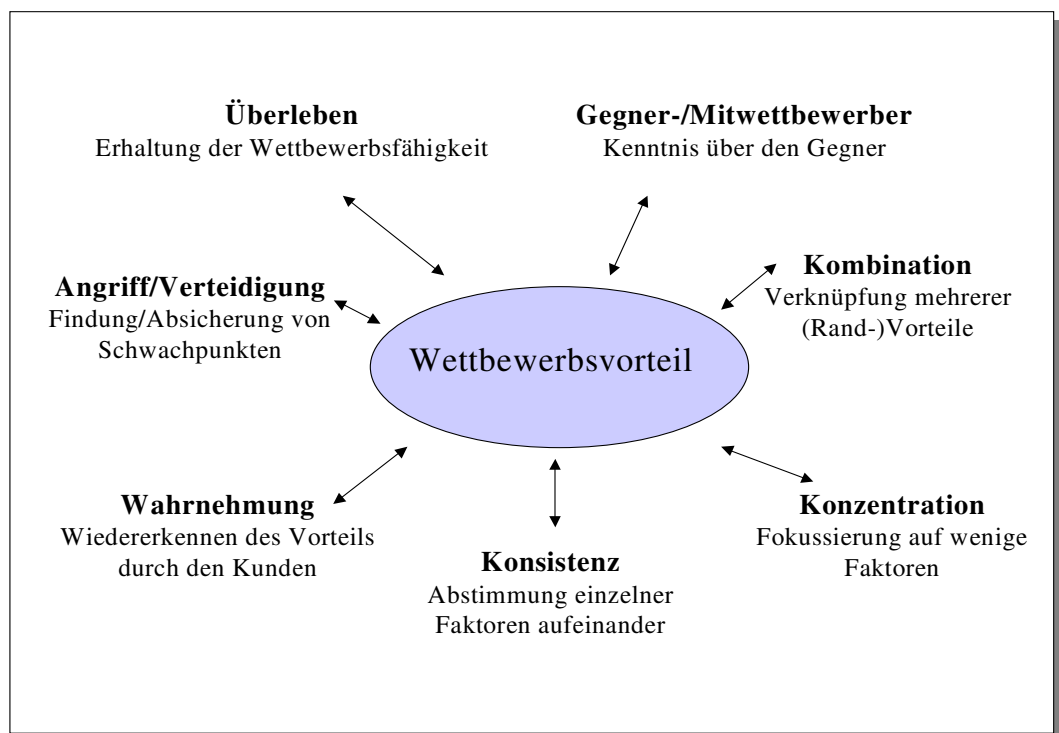 Überleben
Erhaltung der Wettbewerbsfähigkeit
Gegner-/Mitwettbewerber
Kenntnis über den Gegner
Angriff/Verteidigung
Findung/Absicherung von
Schwachpunkten
Kombination
Verknüpfung mehrerer
(Rand-)Vorteile
Wettbewerbsvorteil
Wahrnehmung
Wiedererkennen des Vorteils
durch den Kunden
Konsistenz
Abstimmung einzelner
Faktoren aufeinander
Konzentration
Fokussierung auf wenige
Faktoren